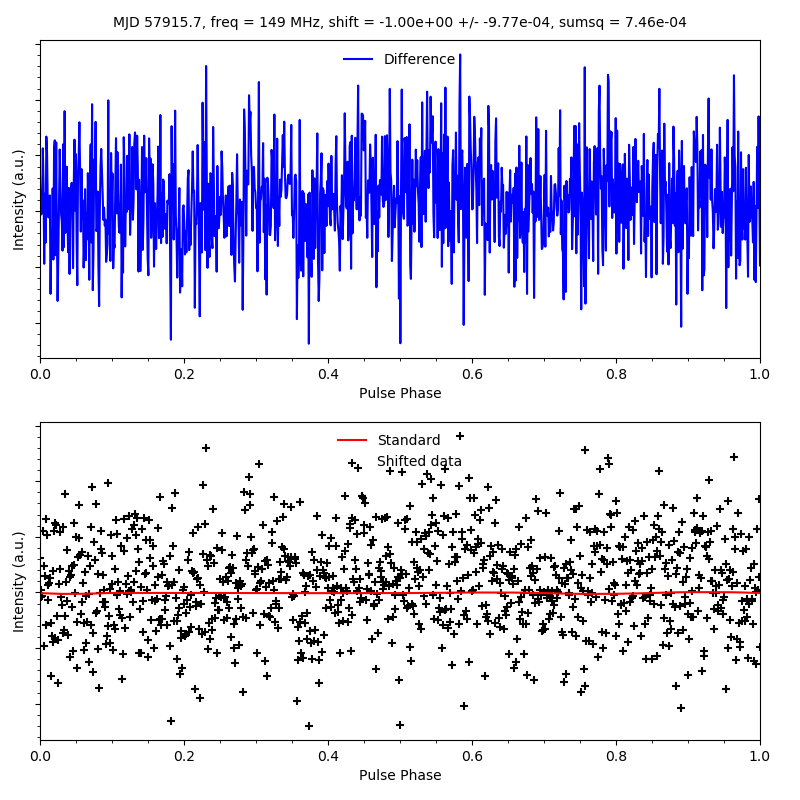 MJD 57915.7, freq = 149 MHz, shift = -1.00e+00 +/- -9.77e-04, sumsq = 7.46e-04
Difference
Intensity (a.u.)
0.0 0.2 0.4 0.6 0.8 1.0
Pulse Phase
Standard
Shifted data
Intensity (a.u.)
0.0 0.2 0.4 0.6 0.8 1.0
Pulse Phase